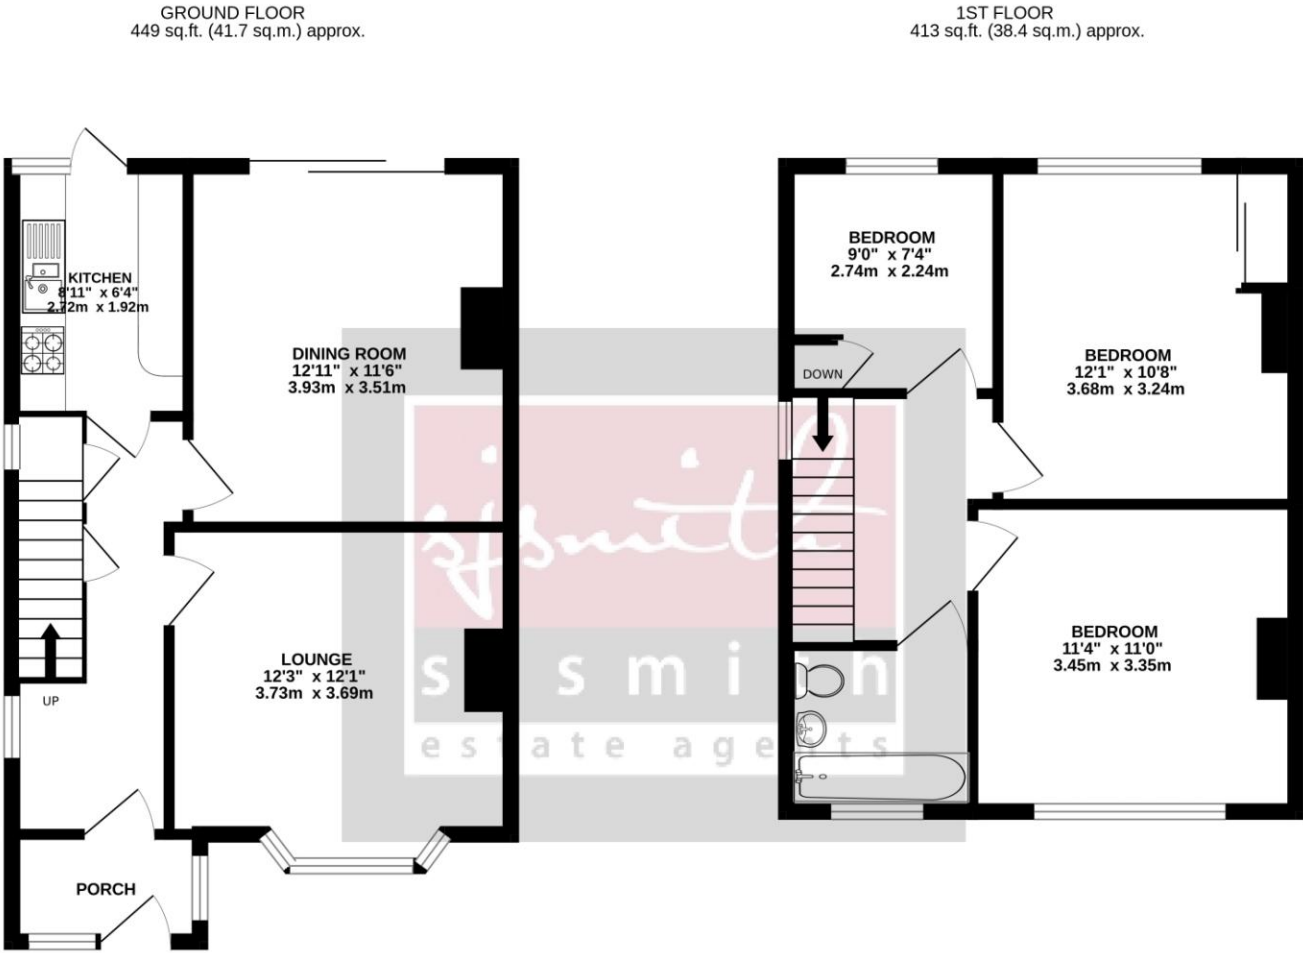 GROUND FLOOR
449 sq.ft. (41.7 sq.m.) approx.
1ST FLOOR
413 sq.ft. (38.4 sq.m.) approx.
KITCHEN
8'11" x 6'4"
2.72m x 1.92m
DINING ROOM
12'11" x 11'6"
3.93m x 3.51m
UP
LOUNGE
12'3" x 12'1"
3.73m x 3.69m
PORCH
BEDROOM
9'0" x 7'4"
2.74m x 2.24m
DOWN
BEDROOM
12'1" x 10'8"
3.68m x 3.24m
BEDROOM
11'4" x 11'0"
3.45m x 3.35m
sjsmith
sj smith
estate agents